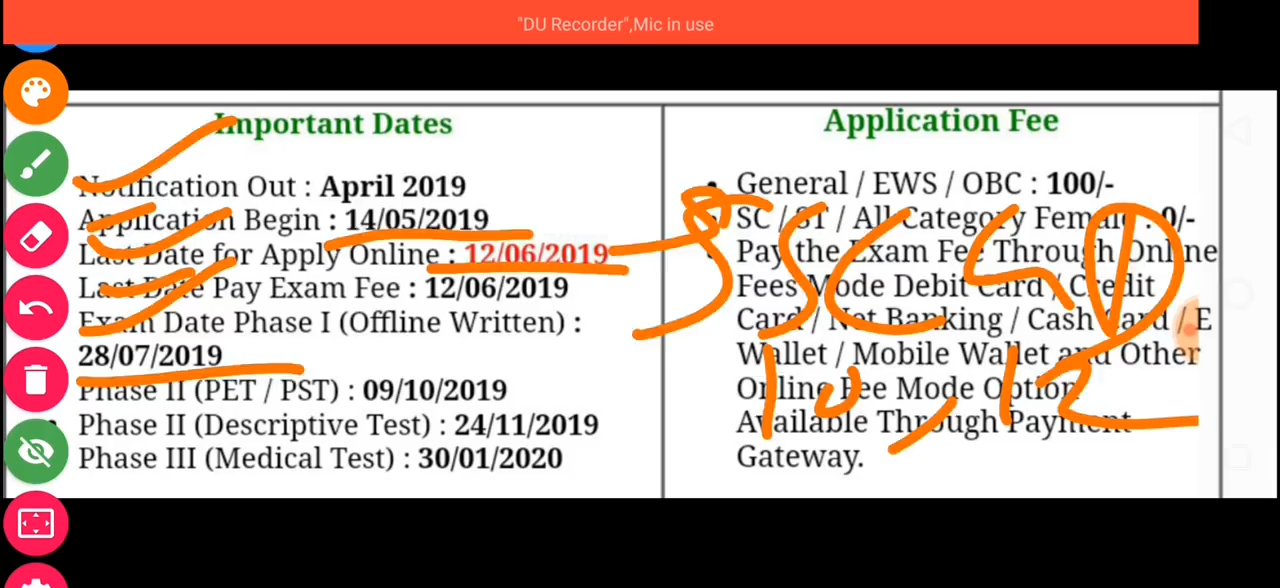 "DU Recorder",Mic in use
Important Dates
Notification Out : April 2019
Application Begin : 14/05/2019
Last Date for Apply Online : 12/06/2019
Last Date Pay Exam Fee : 12/06/2019
Exam Date Phase I (Offline Written) :
28/07/2019
Phase II (PET / PST) : 09/10/2019
Phase II (Descriptive Test) : 24/11/2019
Phase III (Medical Test) : 30/01/2020
Application Fee
General / EWS / OBC : 100/-
SC / ST / All Category Female : 0/-
Pay the Exam Fee Through Online
Fees Mode Debit Card / Credit
Card / Net Banking / Cash Card / E
Wallet / Mobile Wallet and Other
Online Fee Mode Option
Available Through Payment
Gateway.
10, 12